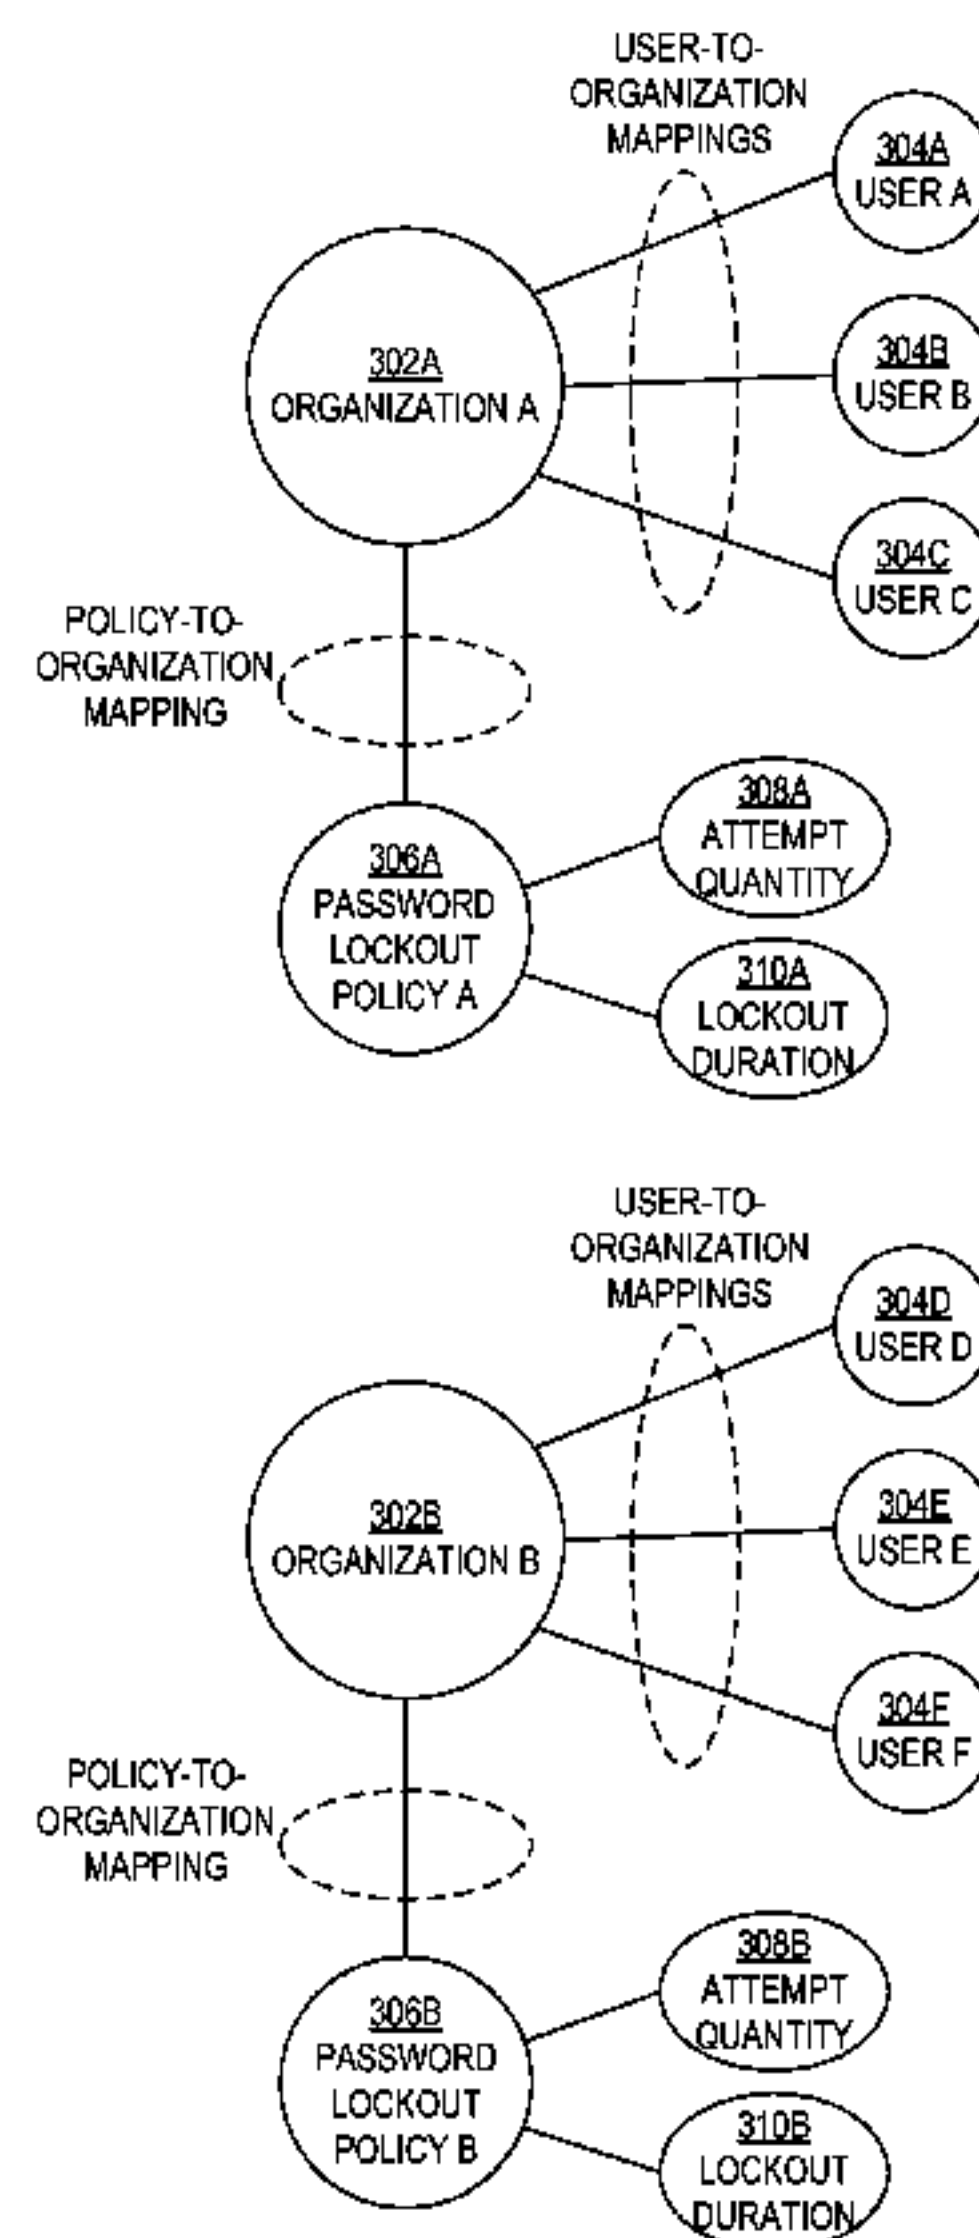 USER-TO-
ORGANIZATION
MAPPINGS
304A
USER A
302A
ORGANIZATION A
304B
USER B
304C
USER C
POLICY-TO-
ORGANIZATION
MAPPING
308A
ATTEMPT
QUANTITY
306A
PASSWORD
LOCKOUT
POLICY A
310A
LOCKOUT
DURATION
USER-TO-
ORGANIZATION
MAPPINGS
304D
USER D
302B
ORGANIZATION B
304E
USER E
304F
USER F
POLICY-TO-
ORGANIZATION
MAPPING
308B
ATTEMPT
QUANTITY
306B
PASSWORD
LOCKOUT
POLICY B
310B
LOCKOUT
DURATION